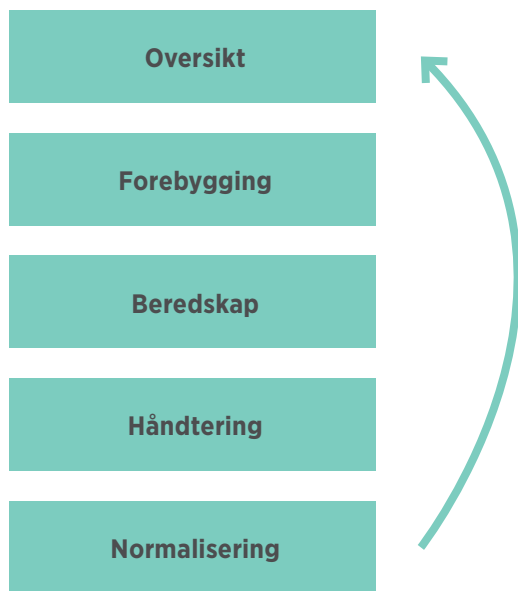 Oversikt
Forebygging
Beredskap
Håndtering
Normalisering